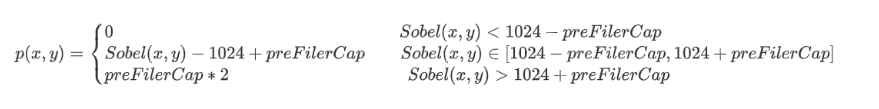 0 Sobel(x, y) < 1024 − preFilerCap
p(x, y) = { Sobel(x, y) − 1024 + preFilerCap Sobel(x, y) ∈ [1024 − preFilerCap, 1024 + preFilerCap]
preFilerCap ∗ 2 Sobel(x, y) > 1024 + preFilerCap